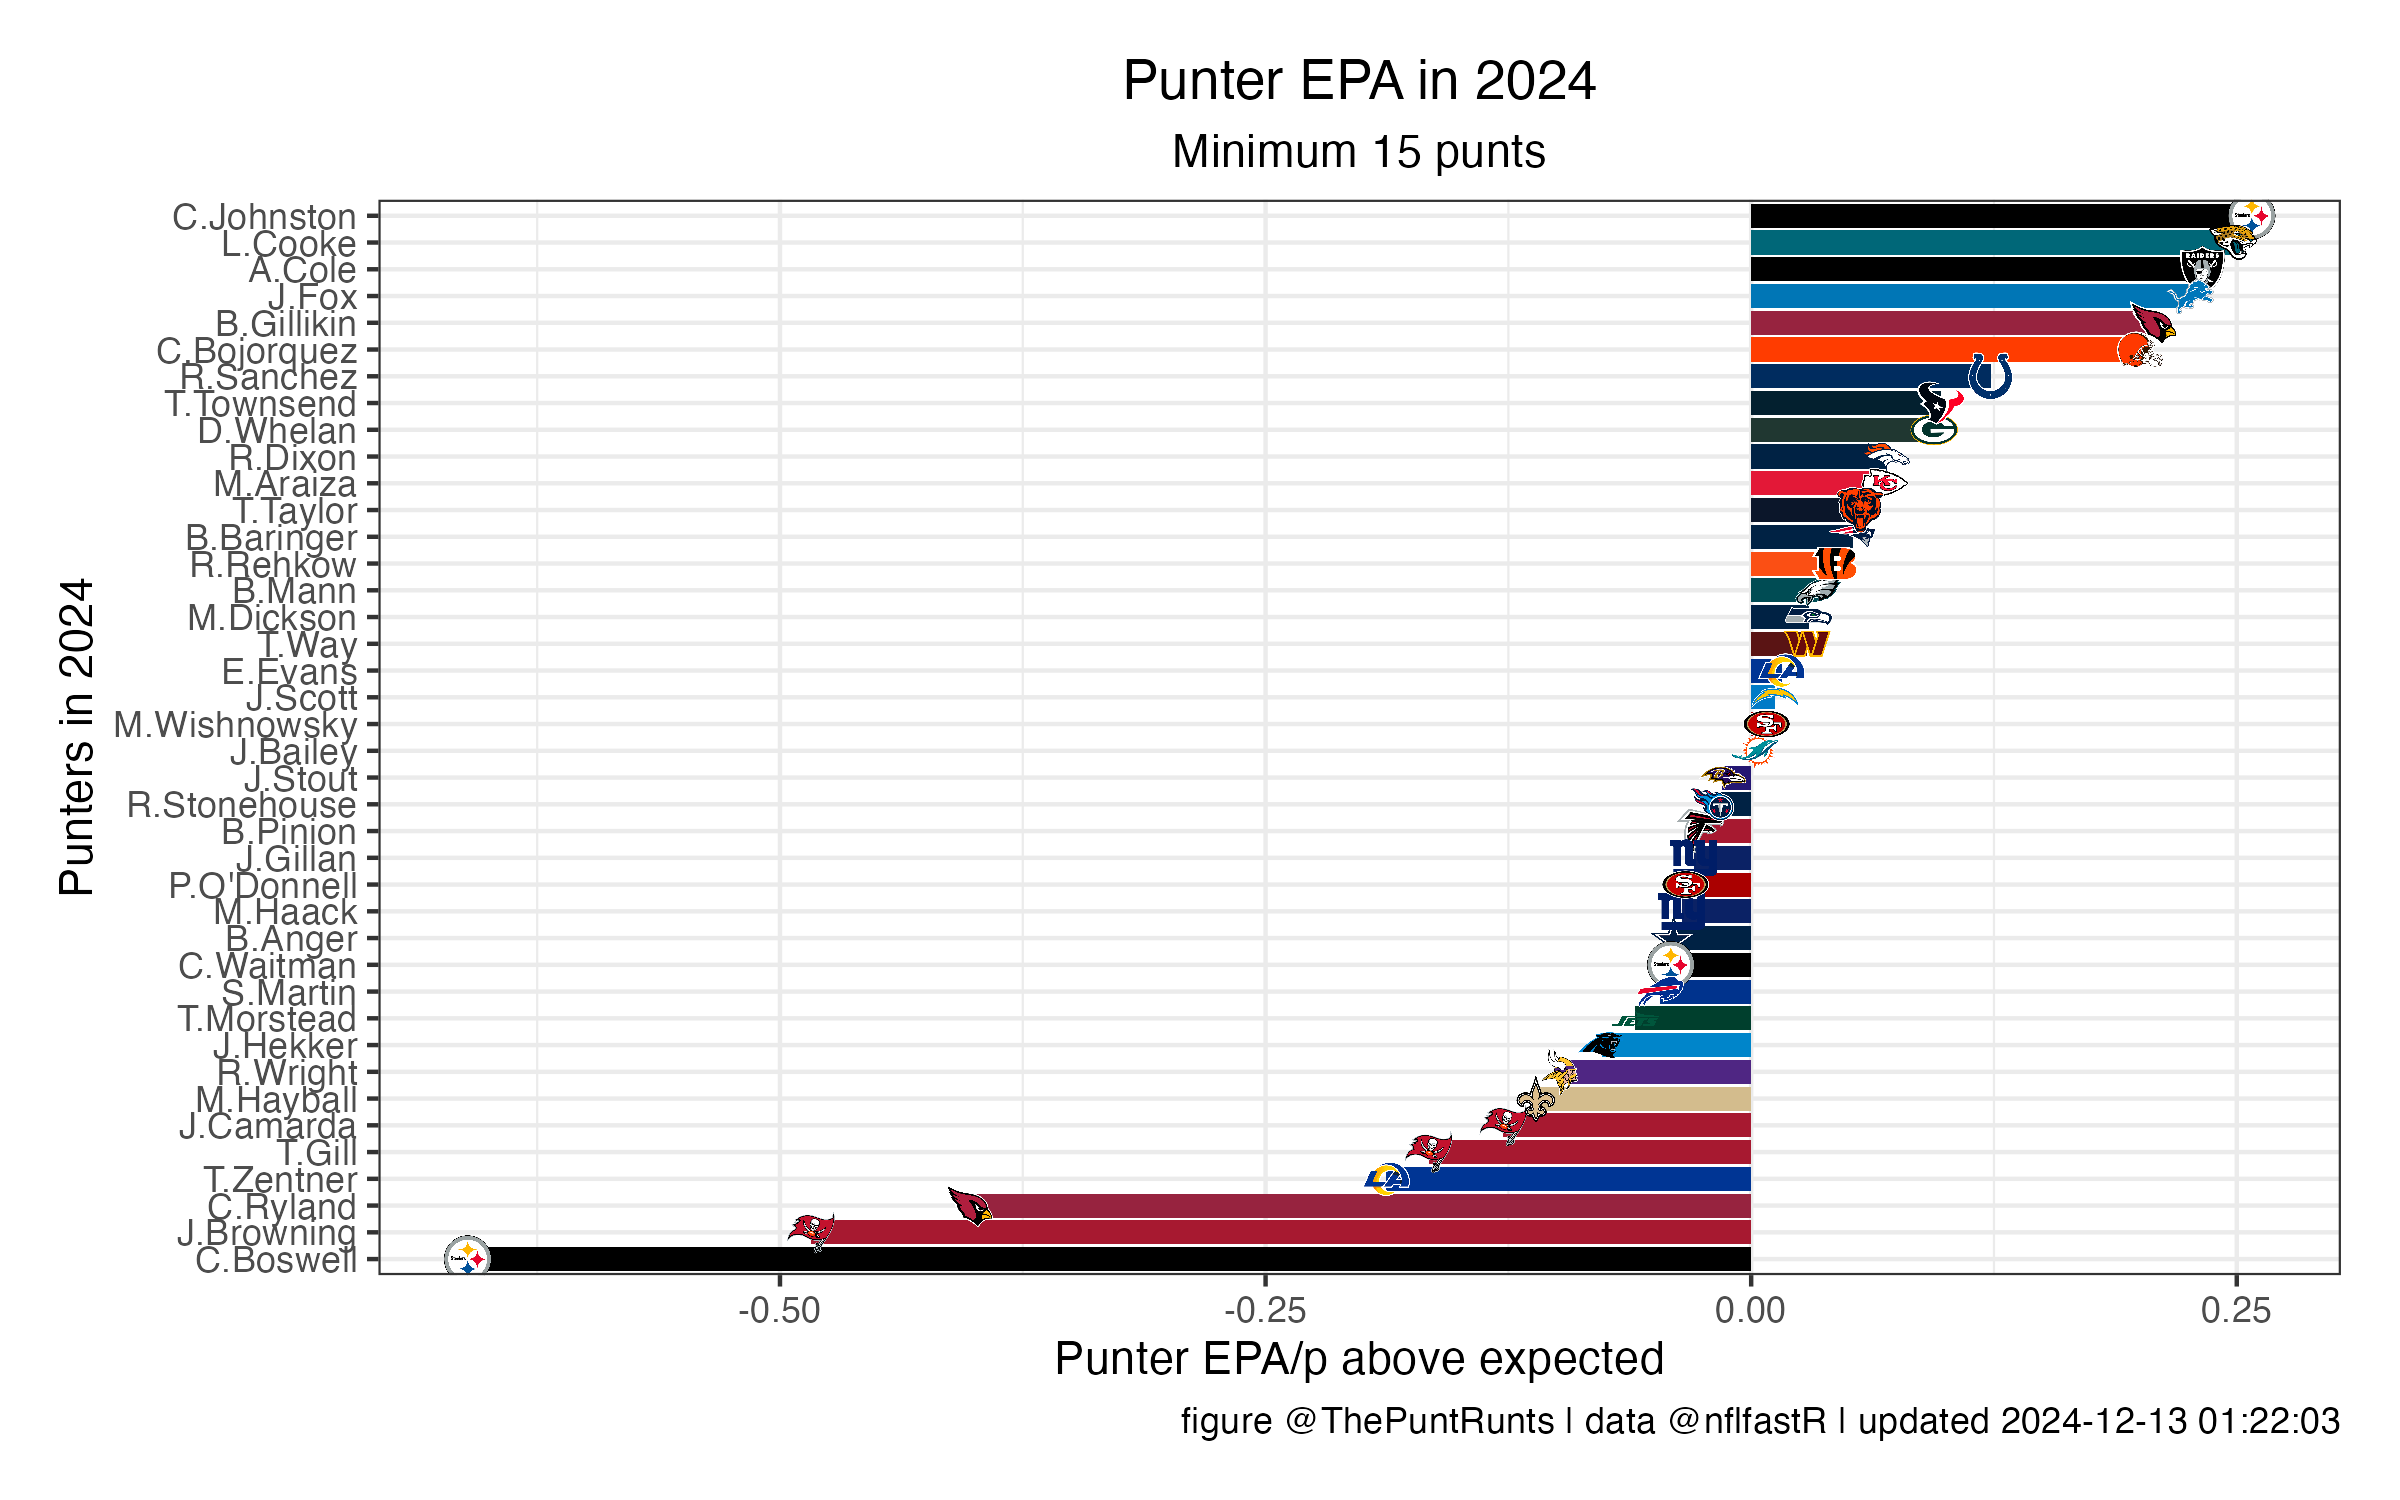 Punter EPA in 2024
Minimum 15 punts
Punters in 2024
C.Johnston
L.Cooke
A.Cole
J.Fox
B.Gillikin
C.Bojorquez
R.Sanchez
T.Townsend
D.Whelan
R.Dixon
M.Araiza
T.Taylor
B.Baringer
R.Rehkow
B.Mann
M.Dickson
T.Way
E.Evans
J.Scott
M.Wishnowsky
J.Bailey
J.Stout
R.Stonehouse
B.Pinion
J.Gillan
P.O'Donnell
M.Haack
B.Anger
C.Waitman
S.Martin
T.Morstead
J.Hekker
R.Wright
M.Hayball
J.Camarda
T.Gill
T.Zentner
C.Ryland
J.Browning
C.Boswell
-0.50 -0.25 0.00 0.25
Punter EPA/p above expected
figure @ThePuntRunts | data @nflfastR | updated 2024-12-13 01:22:03